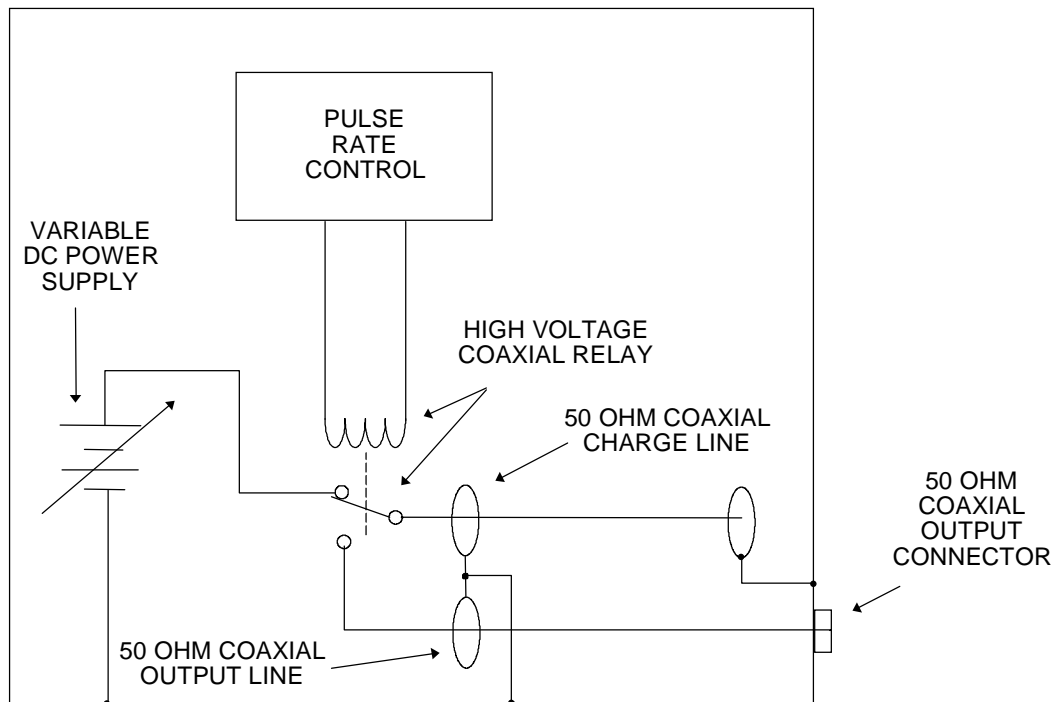 PULSE
RATE
CONTROL
VARIABLE
DC POWER
SUPPLY
HIGH VOLTAGE
COAXIAL RELAY
50 OHM COAXIAL
CHARGE LINE
50 OHM
COAXIAL
OUTPUT
CONNECTOR
50 OHM COAXIAL
OUTPUT LINE